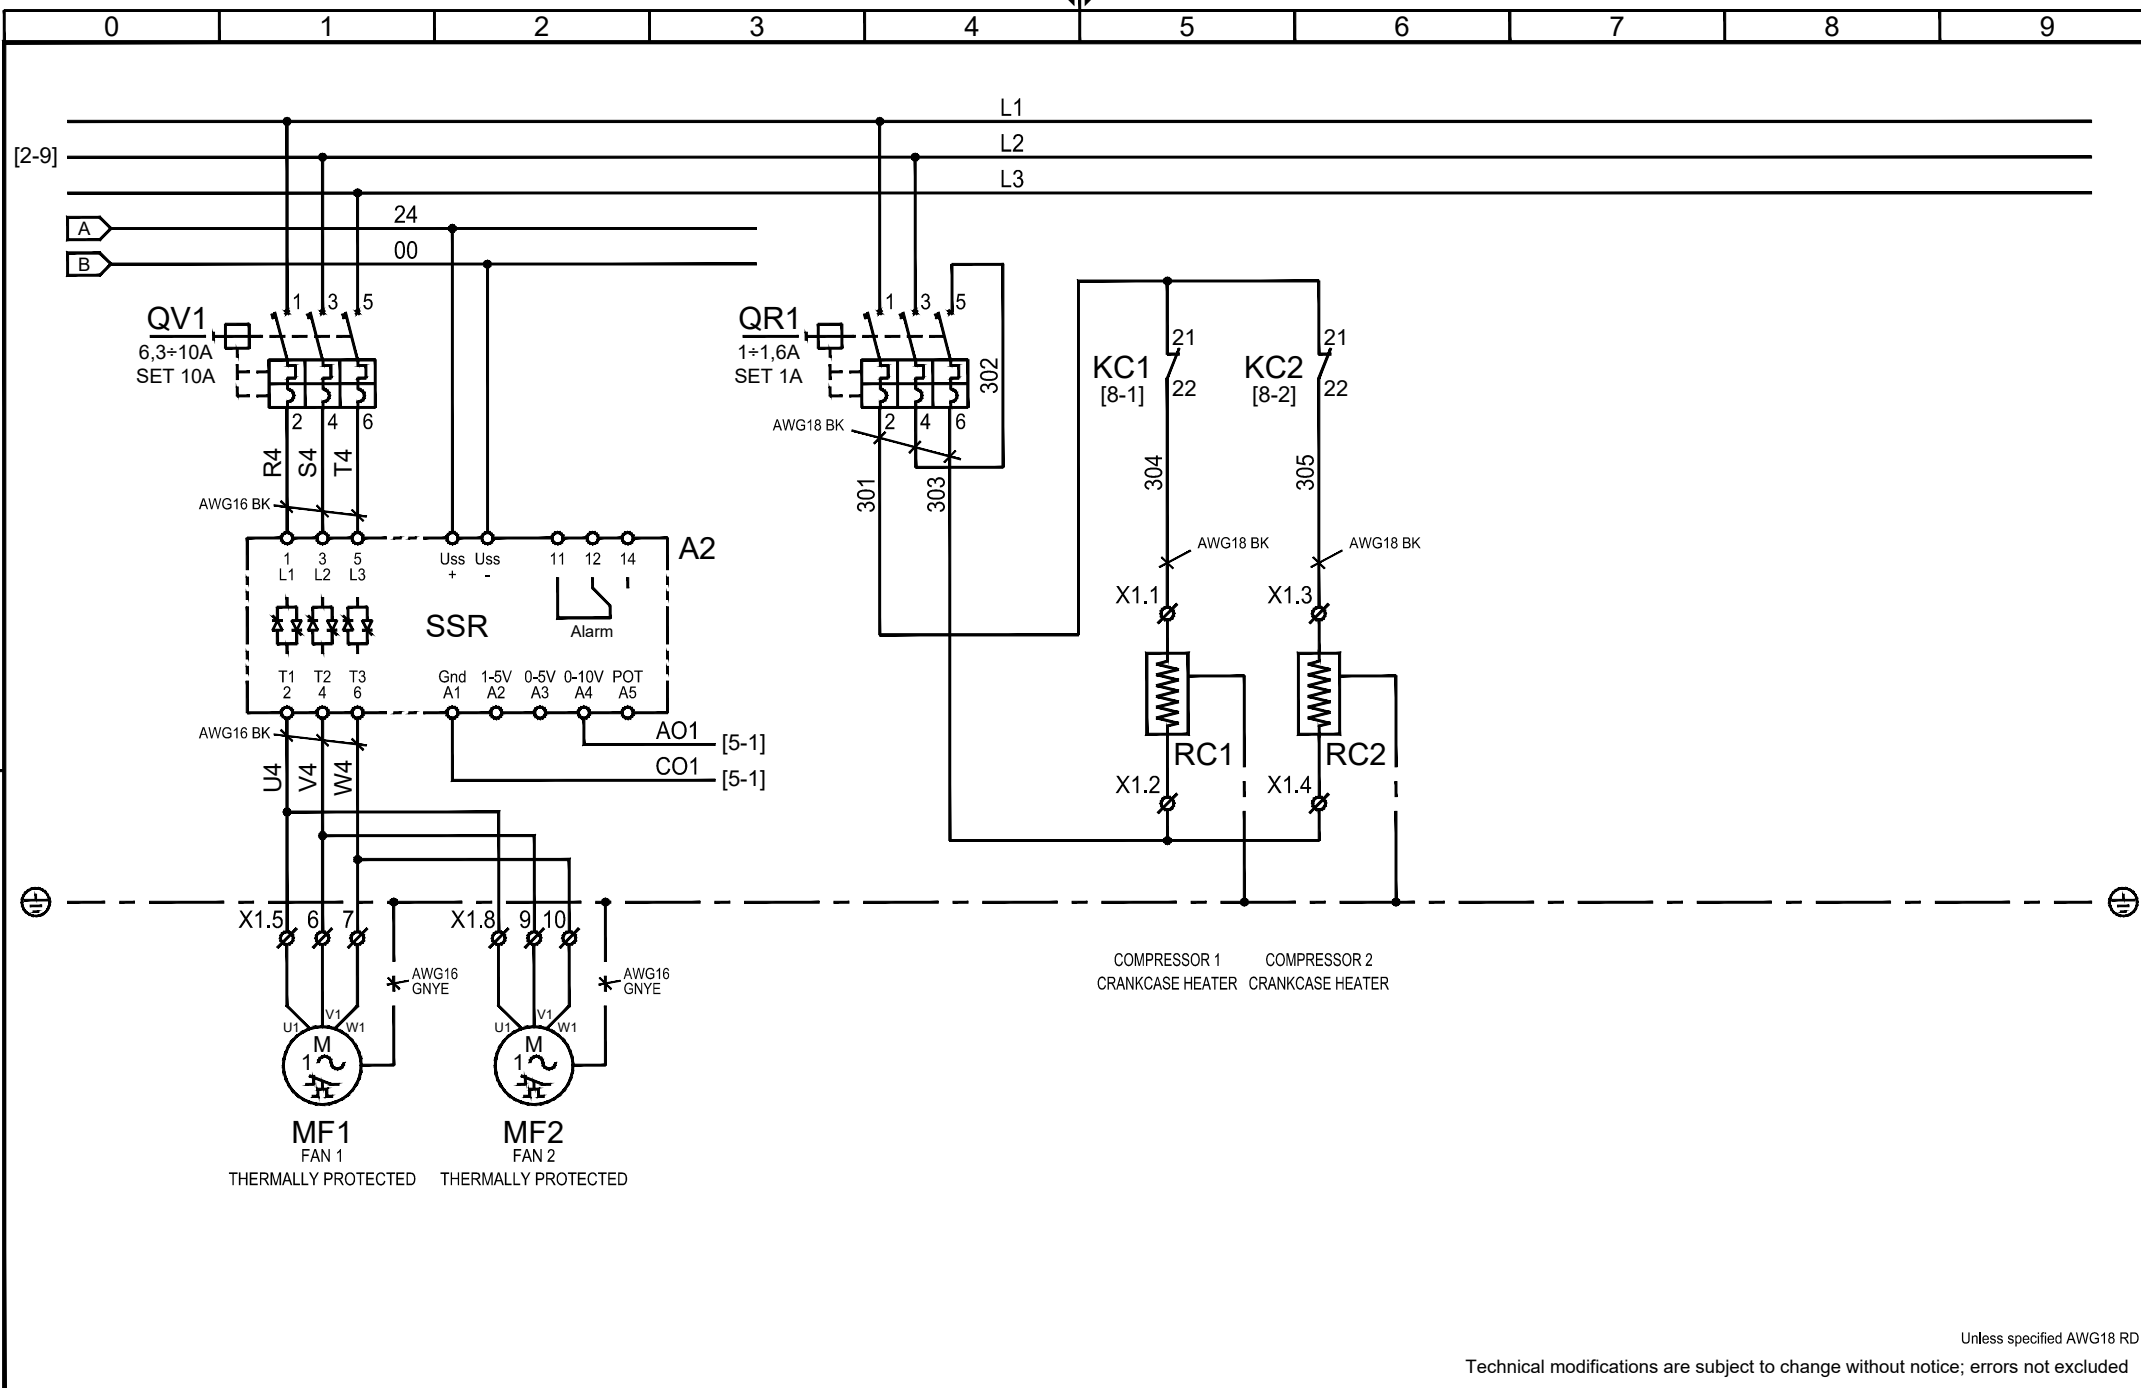 0 1 2 3 4 5 6 7 8 9
L1
[2-9] L2
L3
A 24
B 00
QV1 1 3 5
6,3÷10A
SET 10A
2 4 6
R4 S4 T4
AWG16 BK
QR1 1 3 5
1÷1,6A
SET 1A
302
AWG18 BK 2 4 6
301 303
KC1 21
[8-1] 22
KC2 21
[8-2] 22
304 305
AWG18 BK AWG18 BK
A2
1 3 5 Uss Uss 11 12 14
L1 L2 L3 + -
SSR
Alarm
T1 T2 T3 Gnd 1-5V 0-5V 0-10V POT
2 4 6 A1 A2 A3 A4 A5
AWG16 BK
AO1 [5-1]
CO1 [5-1]
U4 V4 W4
X1.1 X1.3
RC1 RC2
X1.2 X1.4
X1.5 6 7 X1.8 9 10
AWG16
GNYE
AWG16
GNYE
U1 V1 W1 U1 V1 W1
M M
1 1
MF1
FAN 1
THERMALLY PROTECTED
MF2
FAN 2
THERMALLY PROTECTED
COMPRESSOR 1
CRANKCASE HEATER
COMPRESSOR 2
CRANKCASE HEATER
Unless specified AWG18 RD
Technical modifications are subject to change without notice; errors not excluded